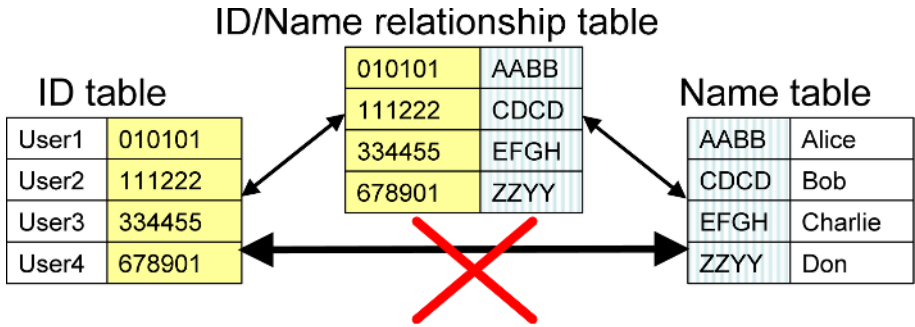 ID/Name relationship table
010101 AABB
111222 CDCD
334455 EFGH
678901 ZZYY
ID table
User1 010101
User2 111222
User3 334455
User4 678901
Name table
AABB Alice
CDCD Bob
EFGH Charlie
ZZYY Don